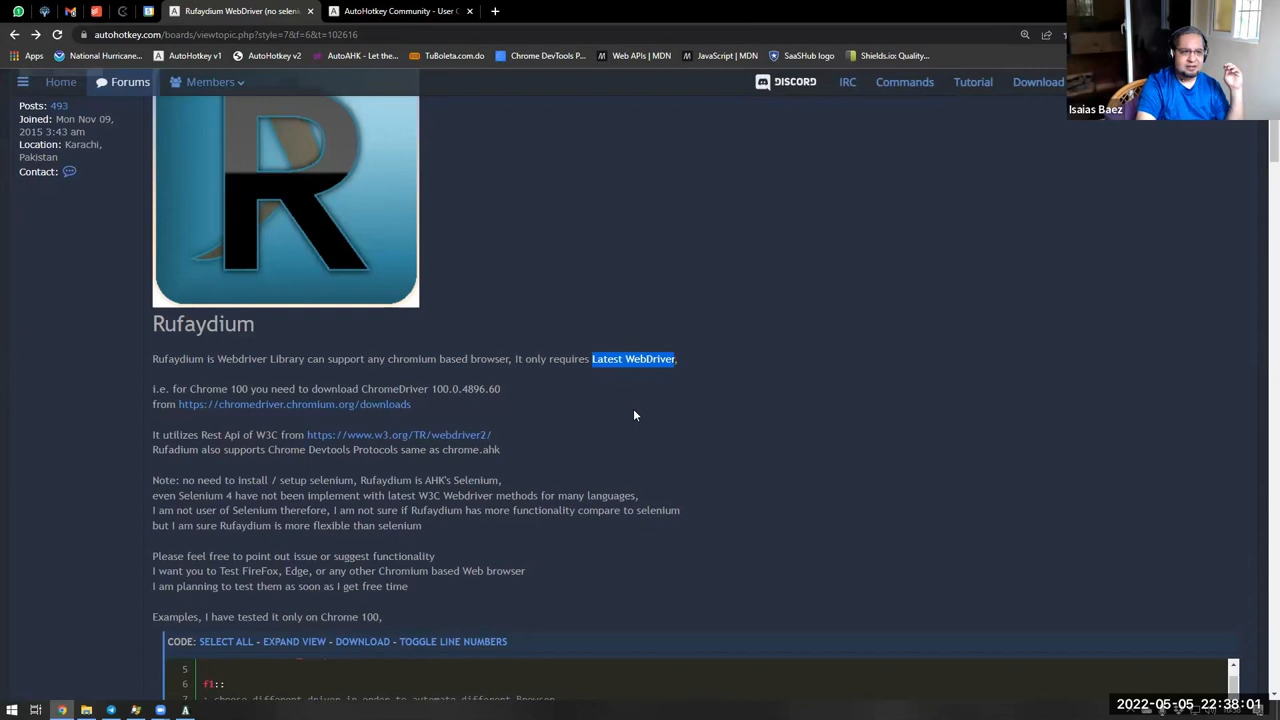 Rufaydium WebDriver (no seleni
AutoHotkey Community - User C
autohotkey.com/boards/viewtopic.php?style=7&f=6&t=102616
Apps
National Hurricane...
AutoHotkey v1
AutoHotkey v2
AutoAHK - Let the...
TuBoleta.com.do
Chrome DevTools P...
Web APIs | MDN
JavaScript | MDN
SaaSHub logo
Shields.io: concise,...
Home
Forums
Members
DISCORD
IRC
Commands
Tutorial
Download
Isaias Baez
Posts: 493
Joined: Mon Nov 09,
2015 3:43 am
Location: Karachi,
Pakistan
Contact:
R
Rufaydium
Rufaydium is Webdriver Library can support any chromium based browser, It only requires Latest WebDriver,
i.e. for Chrome 100 you need to download ChromeDriver 100.0.4896.60
from https://chromedriver.chromium.org/downloads
It utilizes Rest Api of W3C from https://www.w3.org/TR/webdriver2/
Rufadium also supports Chrome Devtools Protocols same as chrome.ahk
Note: no need to install / setup selenium, Rufaydium is AHK's Selenium,
even Selenium 4 have not been implement with latest W3C Webdriver methods for many languages,
I am not user of Selenium therefore, I am not sure if Rufaydium has more functionality compare to selenium
but I am sure Rufaydium is more flexible than selenium
Please feel free to point out issue or suggest functionality
I want you to Test FireFox, Edge, or any other Chromium based Web browser
I am planning to test them as soon as I get free time
Examples, I have tested it only on Chrome 100,
CODE: SELECT ALL - EXPAND VIEW - DOWNLOAD - TOGGLE LINE NUMBERS
5
6 f1::
7 ; choose different driver in order to automate different Browser
2022-05-05 22:38:01